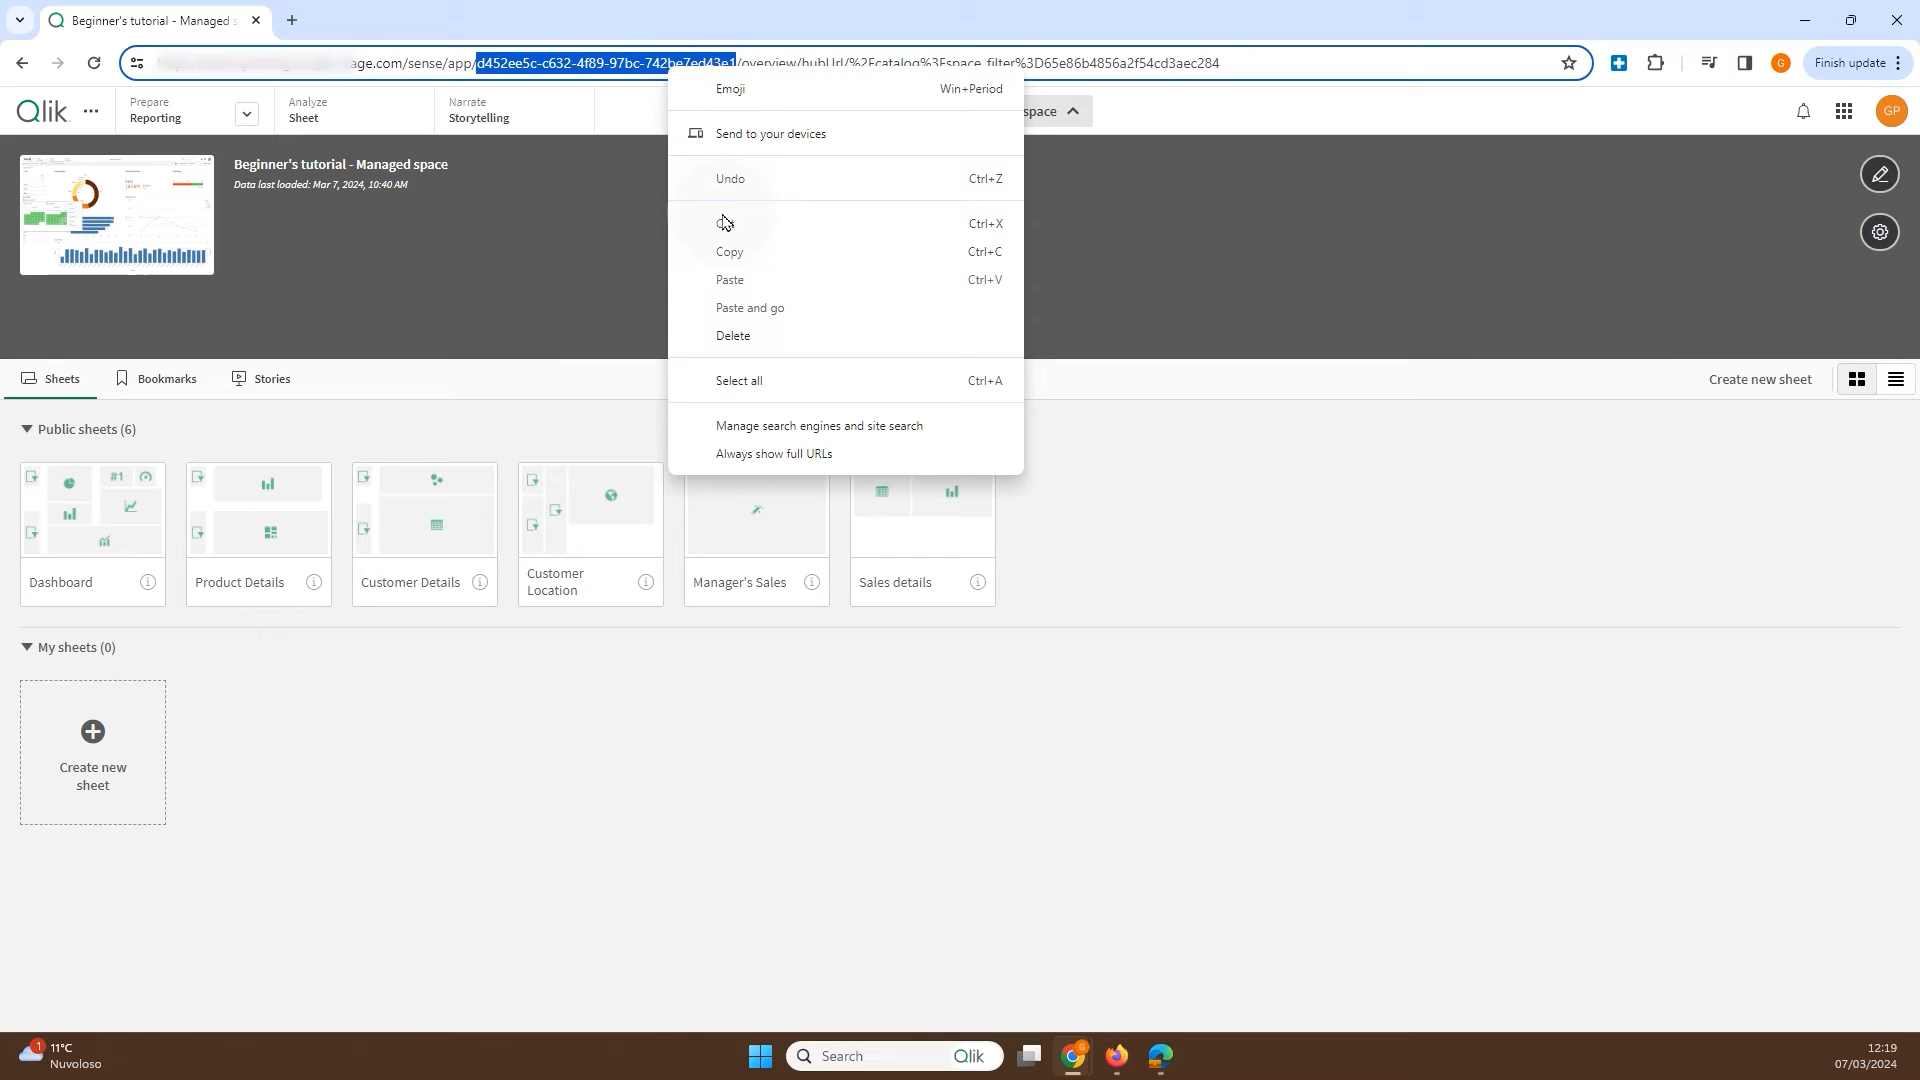 Beginner's tutorial - Managed s
age.com/sense/app/d452ee5c-c632-4f89-97bc-742be7ed43e1/overview/hubUrl/%2Fcatalog%3Fspace_filter%3D65e86b4856a2f54cd3aec284
G
Finish update
Qlik
Prepare
Reporting
Analyze
Sheet
Narrate
Storytelling
space
GP
Emoji Win+Period
Send to your devices
Undo Ctrl+Z
Ctrl+X
Copy Ctrl+C
Paste Ctrl+V
Paste and go
Delete
Select all Ctrl+A
Manage search engines and site search
Always show full URLs
Beginner's tutorial - Managed space
Data last loaded: Mar 7, 2024, 10:40 AM
Sheets Bookmarks Stories Create new sheet
Public sheets (6)
#1
Dashboard
Product Details
Customer Details
Customer
Location
Manager's Sales
Sales details
My sheets (0)
Create new
sheet
1
11°C
Nuvoloso
Search
Qlik
G
12:19
07/03/2024